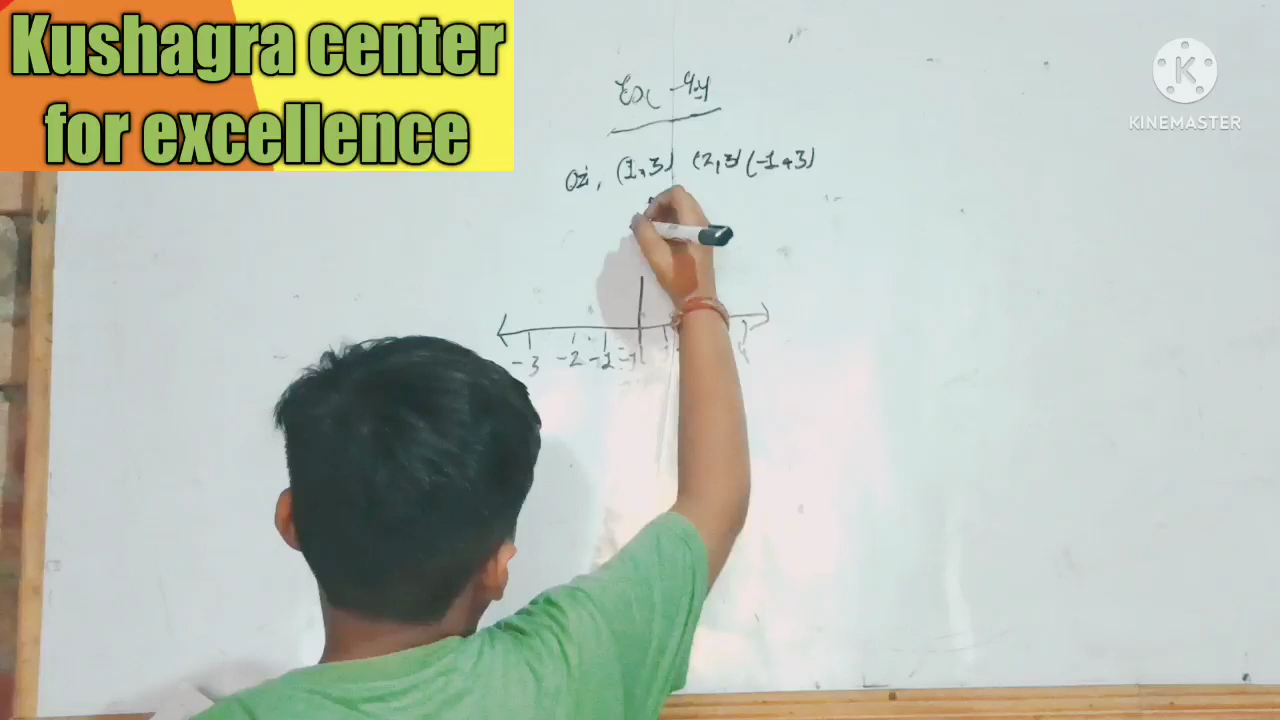 Kushagra center
for excellence
KINEMASTER
Ex - 4.4
(1,3) (2,3) (-1,+3)
-3 -2 -1